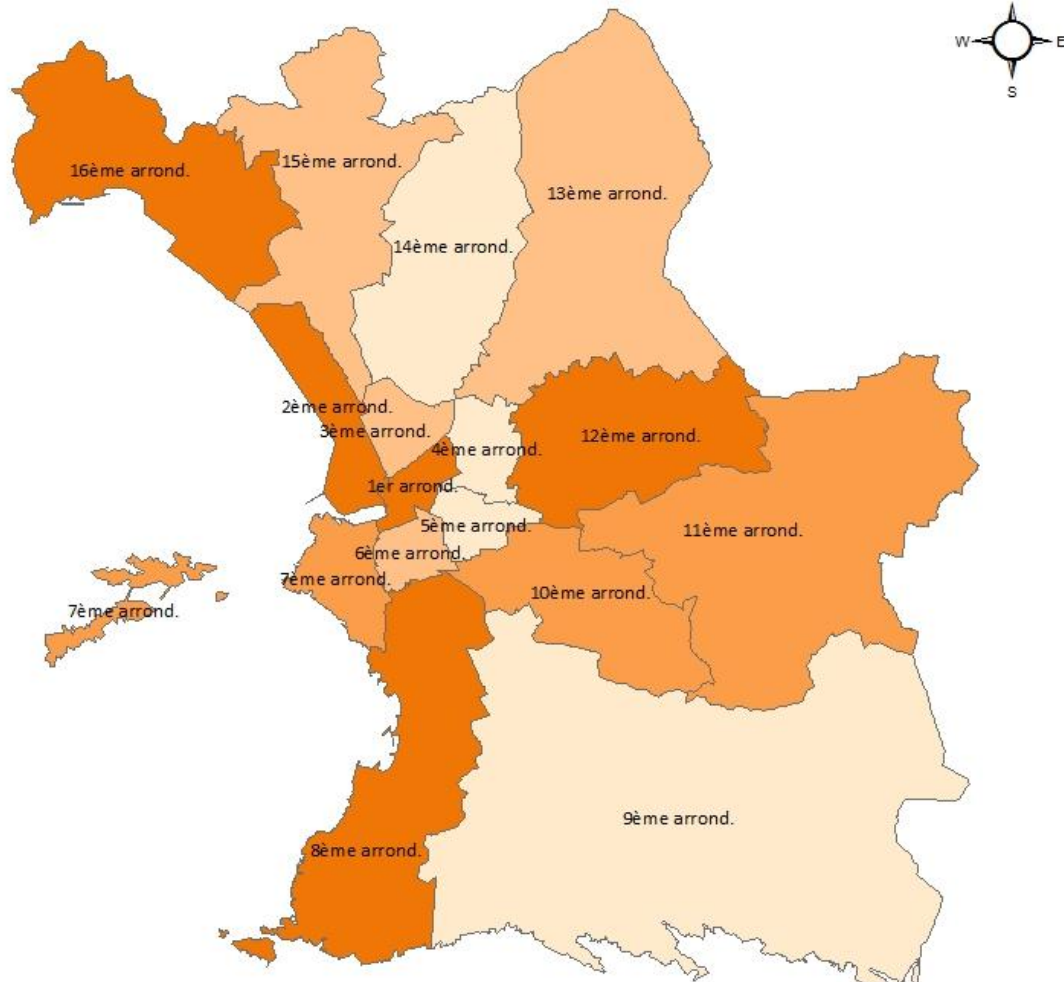 W
E
S
16ème arrond.
15ème arrond.
13ème arrond.
14ème arrond.
2ème arrond.
3ème arrond.
4ème arrond.
12ème arrond.
1er arrond.
5ème arrond.
11ème arrond.
6ème arrond.
7ème arrond.
10ème arrond.
7ème arrond.
9ème arrond.
8ème arrond.